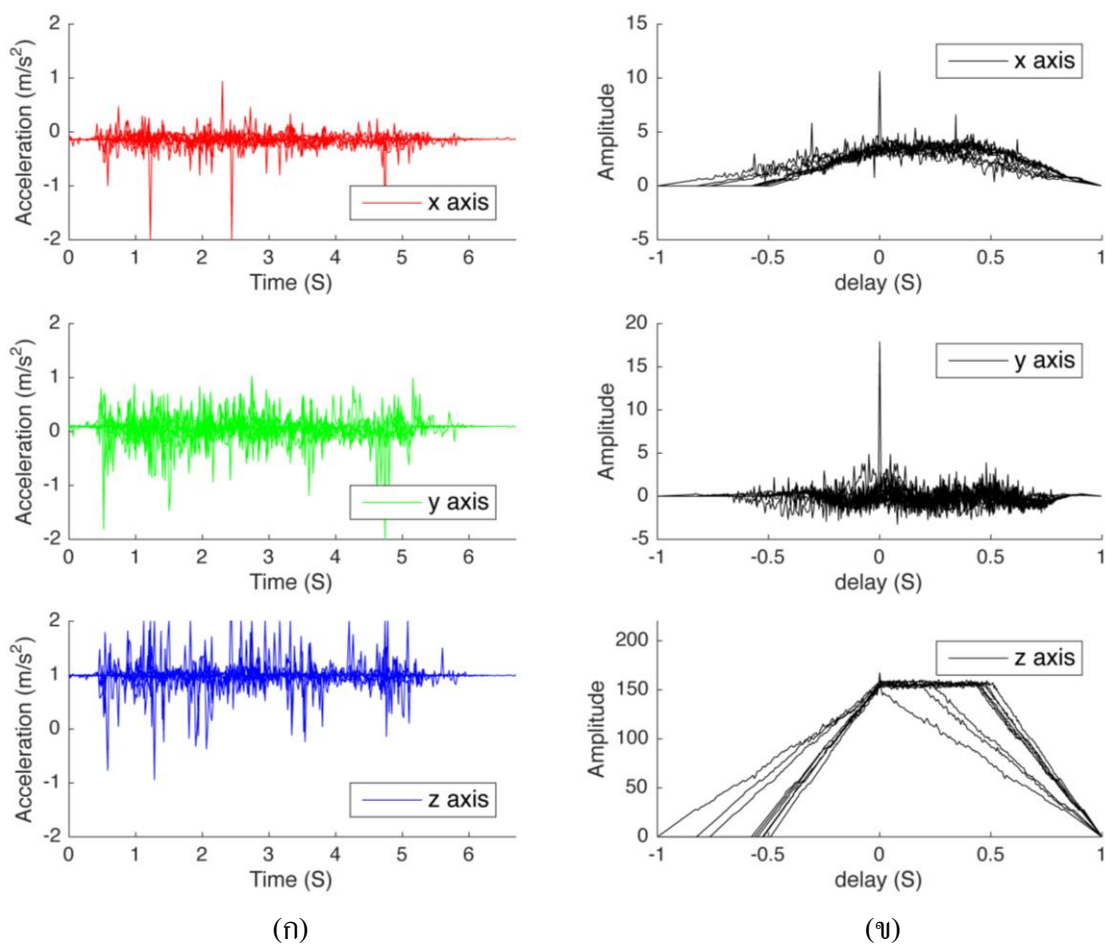 2
1
0
-1
-2
Acceleration (m/s²)
x axis
0 1 2 3 4 5 6
Time (S)
15
10
5
0
-5
Amplitude
x axis
-1 -0.5 0 0.5 1
delay (S)
2
1
0
-1
-2
Acceleration (m/s²)
y axis
0 1 2 3 4 5 6
Time (S)
20
15
10
5
0
-5
Amplitude
y axis
-1 -0.5 0 0.5 1
delay (S)
2
1
0
-1
-2
Acceleration (m/s²)
z axis
0 1 2 3 4 5 6
Time (S)
200
150
100
50
0
Amplitude
z axis
-1 -0.5 0 0.5 1
delay (S)
(ก)
(ข)